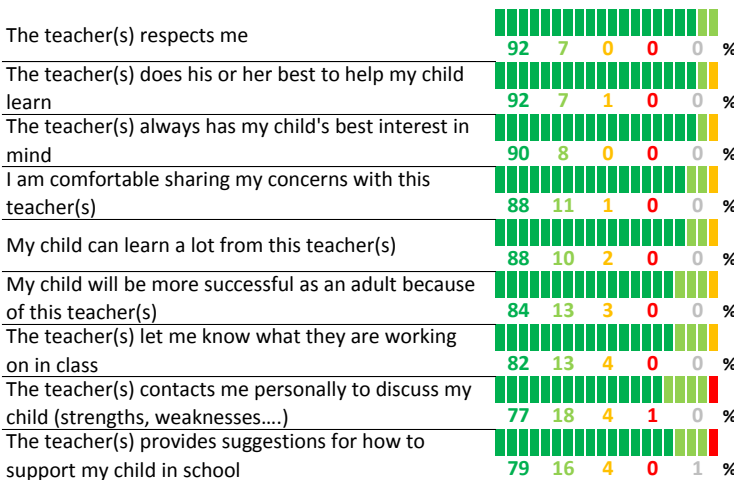 The teacher(s) respects me
92 7 0 0 0 %
The teacher(s) does his or her best to help my child
learn
92 7 1 0 0 %
The teacher(s) always has my child's best interest in
mind
90 8 0 0 0 %
I am comfortable sharing my concerns with this
teacher(s)
88 11 1 0 0 %
My child can learn a lot from this teacher(s)
88 10 2 0 0 %
My child will be more successful as an adult because
of this teacher(s)
84 13 3 0 0 %
The teacher(s) let me know what they are working
on in class
82 13 4 0 0 %
The teacher(s) contacts me personally to discuss my
child (strengths, weaknesses....)
77 18 4 1 0 %
The teacher(s) provides suggestions for how to
support my child in school
79 16 4 0 1 %